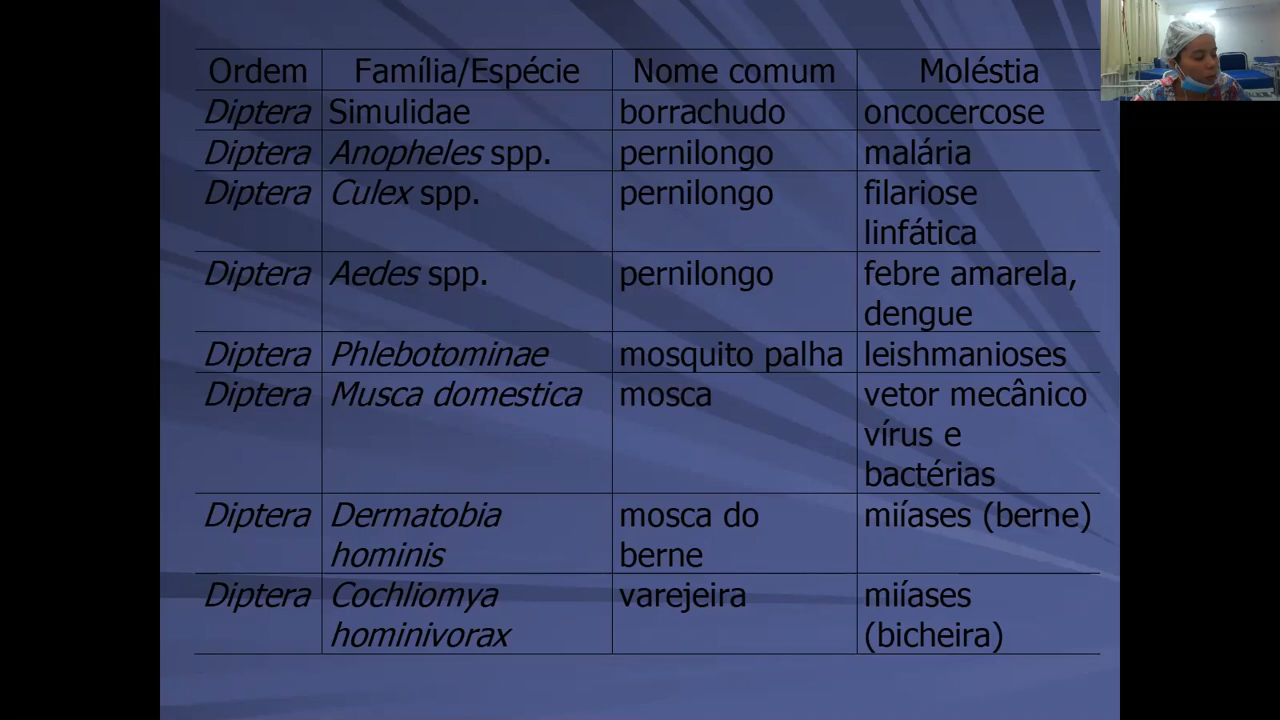 Ordem Família/Espécie Nome comum Moléstia
Diptera Simulidae borrachudo oncocercose
Diptera Anopheles spp. pernilongo malária
Diptera Culex spp. pernilongo filariose
linfática
Diptera Aedes spp. pernilongo febre amarela,
dengue
Diptera Phlebotominae mosquito palha leishmanioses
Diptera Musca domestica mosca vetor mecânico
vírus e
bactérias
Diptera Dermatobia mosca do miíases (berne)
hominis berne
Diptera Cochliomya varejeira miíases
hominivorax (bicheira)